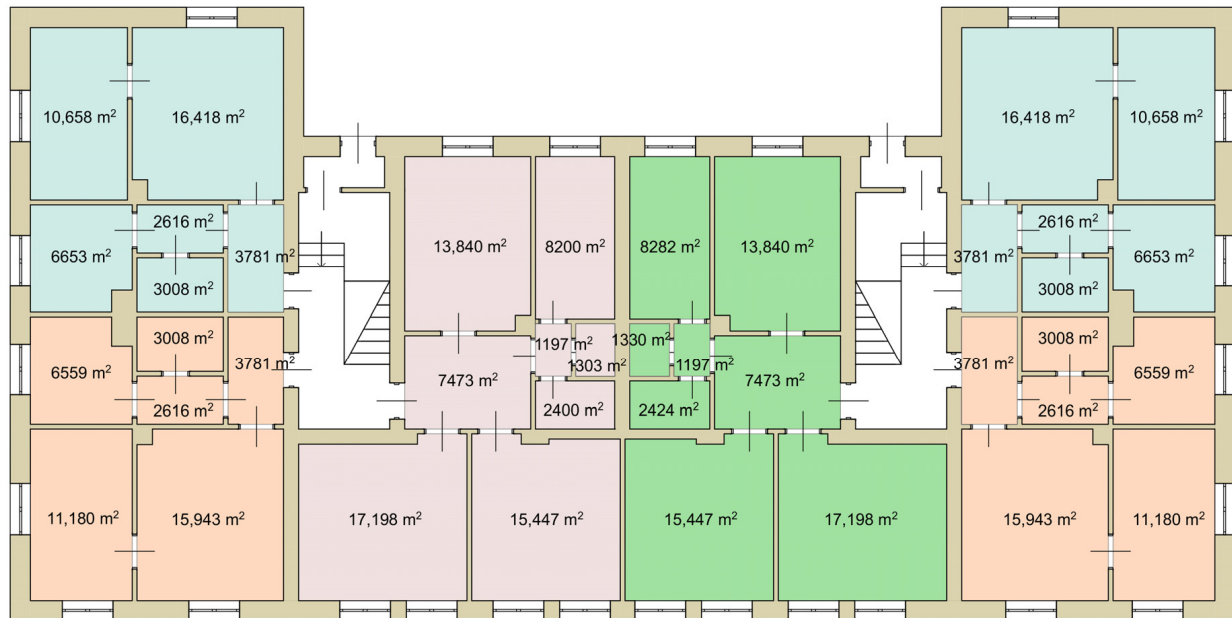 10,658 m²
16,418 m²
16,418 m²
10,658 m²
2616 m²
2616 m²
13,840 m²
8200 m²
8282 m²
13,840 m²
6653 m²
3781 m²
3781 m²
6653 m²
3008 m²
3008 m²
3008 m²
3008 m²
1197 m²
1330 m²
6559 m²
3781 m²
1303 m²
1197 m²
3781 m²
6559 m²
7473 m²
7473 m²
2616 m²
2400 m²
2424 m²
2616 m²
11,180 m²
15,943 m²
17,198 m²
15,447 m²
15,447 m²
17,198 m²
15,943 m²
11,180 m²